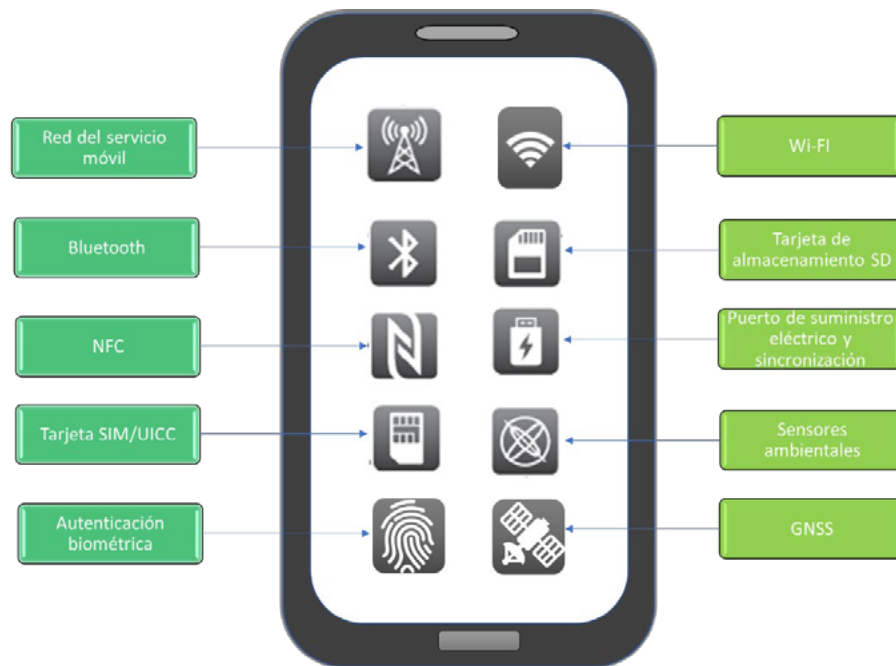 Red del servicio
móvil
Bluetooth
NFC
Tarjeta SIM/UICC
Autenticación
biométrica
Wi-FI
Tarjeta de
almacenamiento SD
Puerto de suministro
eléctrico y
sincronización
Sensores
ambientales
GNSS